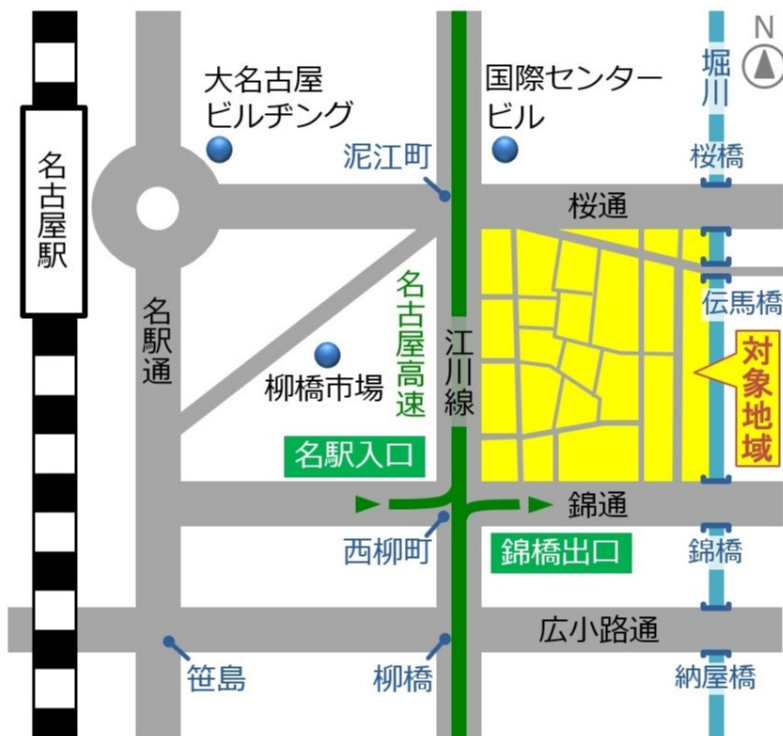 N
堀川
大名古屋
ビルヂング
国際センター
ビル
名古屋駅
泥江町
桜橋
桜通
名駅通
名古屋高速
江川線
伝馬橋
柳橋市場
対象地域
名駅入口
錦通
西柳町
錦橋出口
錦橋
広小路通
笹島
柳橋
納屋橋